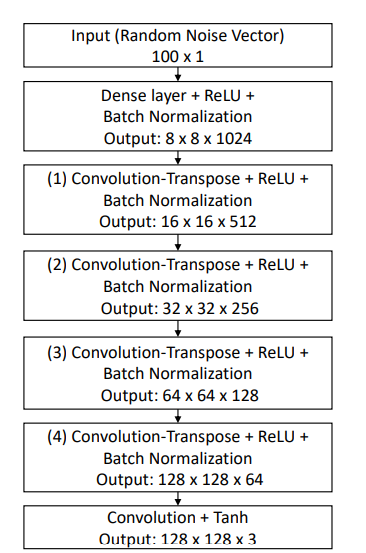 Input (Random Noise Vector)
100 x 1
Dense layer + ReLU +
Batch Normalization
Output: 8 x 8 x 1024
(1) Convolution-Transpose + ReLU +
Batch Normalization
Output: 16 x 16 x 512
(2) Convolution-Transpose + ReLU +
Batch Normalization
Output: 32 x 32 x 256
(3) Convolution-Transpose + ReLU +
Batch Normalization
Output: 64 x 64 x 128
(4) Convolution-Transpose + ReLU +
Batch Normalization
Output: 128 x 128 x 64
Convolution + Tanh
Output: 128 x 128 x 3